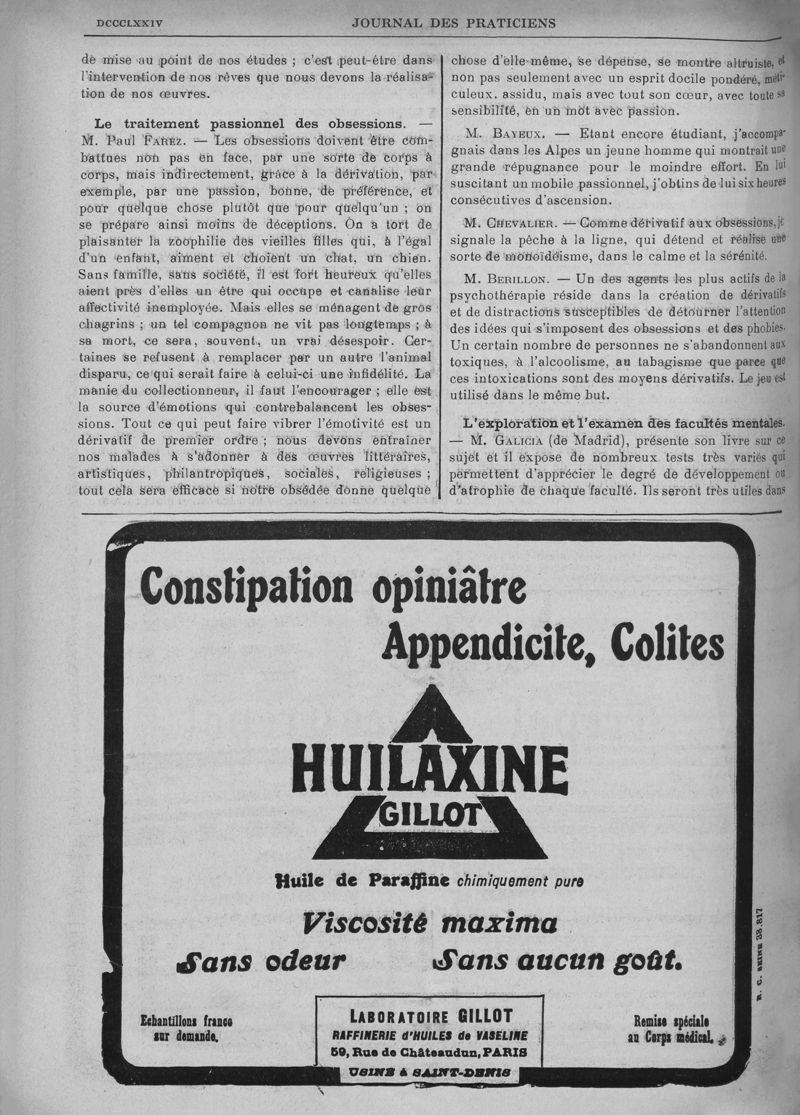 DCCCLXXIV
JOURNAL DES PRATICIENS
de mise au point de nos études ; c'est peut-être dans
l'intervention de nos rêves que nous devons la réalisa-
tion de nos œuvres.
Le traitement passionnel des obsessions. —
M. Paul FAREZ. — Les obsessions doivent être com-
battues non pas en face, par une sorte de corps à
corps, mais indirectement, grâce à la dérivation, par
exemple, par une passion, bonne, de préférence, et
pour quelque chose plutôt que pour quelqu'un ; on
se prépare ainsi moins de déceptions. On a tort de
plaisanter la zoophilie des vieilles filles qui, à l'égal
d'un enfant, aiment et choient un chat, un chien.
Sans famille, sans société, il est fort heureux qu'elles
aient près d'elles un être qui occupe et canalise leur
affectivité inemployée. Mais elles se ménagent de gros
chagrins ; un tel compagnon ne vit pas longtemps ; à
sa mort, ce sera, souvent, un vrai désespoir. Cer-
taines se refusent à remplacer par un autre l'animal
disparu, ce qui serait faire à celui-ci une infidélité. La
manie du collectionneur, il faut l'encourager ; elle est
la source d'émotions qui contrebalancent les obses-
sions. Tout ce qui peut faire vibrer l'émotivité est un
dérivatif de premier ordre ; nous devons entraîner
nos malades à s'adonner à des œuvres littéraires,
artistiques, philantropiques, sociales, religieuses ;
tout cela sera efficace si notre obsédée donne quelque
chose d'elle-même, se dépense, se montre altruiste, et
non pas seulement avec un esprit docile pondéré, méti-
culeux, assidu, mais avec tout son cœur, avec toute sa
sensibilité, en un mot avec passion.
M. BAYEUX. — Etant encore étudiant, j'accompa-
gnais dans les Alpes un jeune homme qui montrait une
grande répugnance pour le moindre effort. En lui
suscitant un mobile passionnel, j'obtins de lui six heures
consécutives d'ascension.
M. CHEVALIER. — Comme dérivatif aux obsessions, je
signale la pêche à la ligne, qui détend et réalise une
sorte de monoïdéisme, dans le calme et la sérénité.
M. BERILLON. — Un des agents les plus actifs de la
psychothérapie réside dans la création de dérivatifs
et de distractions susceptibles de détourner l'attention
des idées qui s'imposent des obsessions et des phobies.
Un certain nombre de personnes ne s'abandonnent aux
toxiques, à l'alcoolisme, au tabagisme que parce que
ces intoxications sont des moyens dérivatifs. Le jeu est
utilisé dans le même but.
L'exploration et l'examen des facultés mentales.
— M. GALICIA (de Madrid), présente son livre sur ce
sujet et il expose de nombreux tests très variés qui
permettent d'apprécier le degré de développement ou
d'atrophie de chaque faculté. Ils seront très utiles dans
Constipation opiniâtre
Appendicite, Colites
HUILAXINE
GILLOT
Huile de Paraffine chimiquement pure
Viscosité maxima
Sans odeur
Sans aucun goût.
Echantillons franco
sur demande.
LABORATOIRE GILLOT
RAFFINERIE d'HUILES de VASELINE
59, Rue de Châteaudun, PARIS
USINE à SAINT-DENIS
Remise spéciale
au Corps médical.
R. C. SEINE 38.817